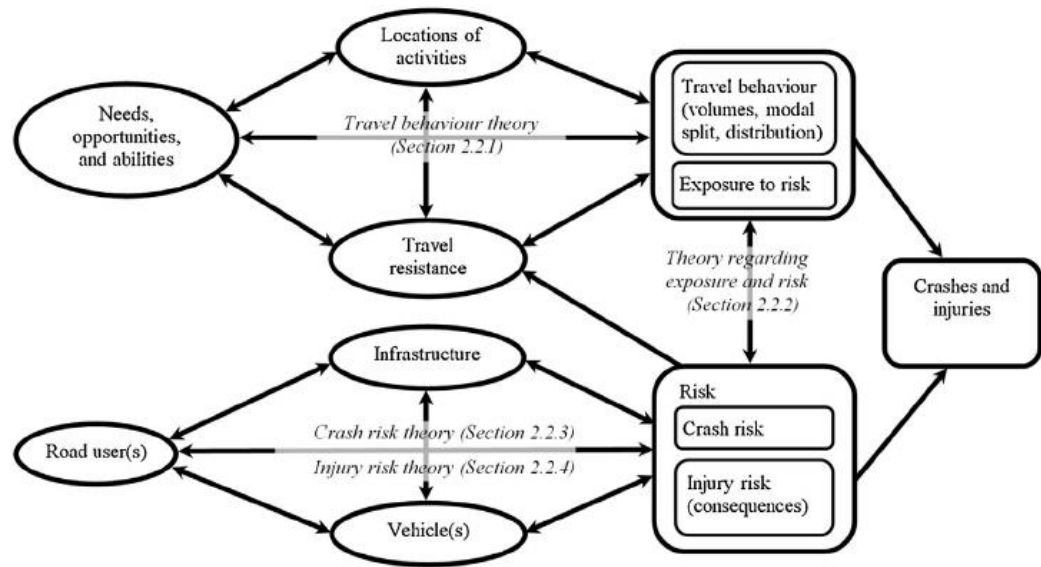 Locations of
activities
Needs,
opportunities,
and abilities
Travel behaviour theory
(Section 2.2.1)
Travel behaviour
(volumes, modal
split, distribution)
Exposure to risk
Travel
resistance
Theory regarding
exposure and risk
(Section 2.2.2)
Crashes and
injuries
Infrastructure
Risk
Crash risk theory (Section 2.2.3)
Crash risk
Road user(s)
Injury risk theory (Section 2.2.4)
Injury risk
(consequences)
Vehicle(s)